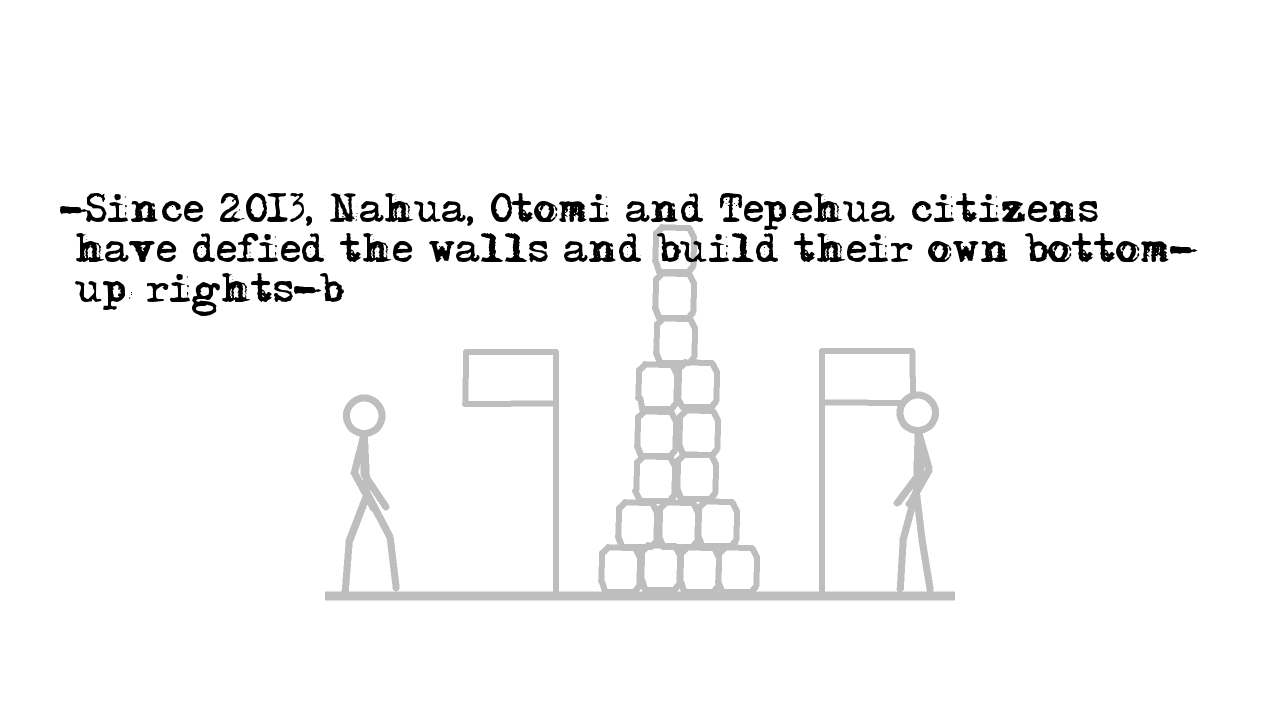 -Since 2013, Nahua, Otomi and Tepehua citizens
have defied the walls and build their own bottom-
up rights-b